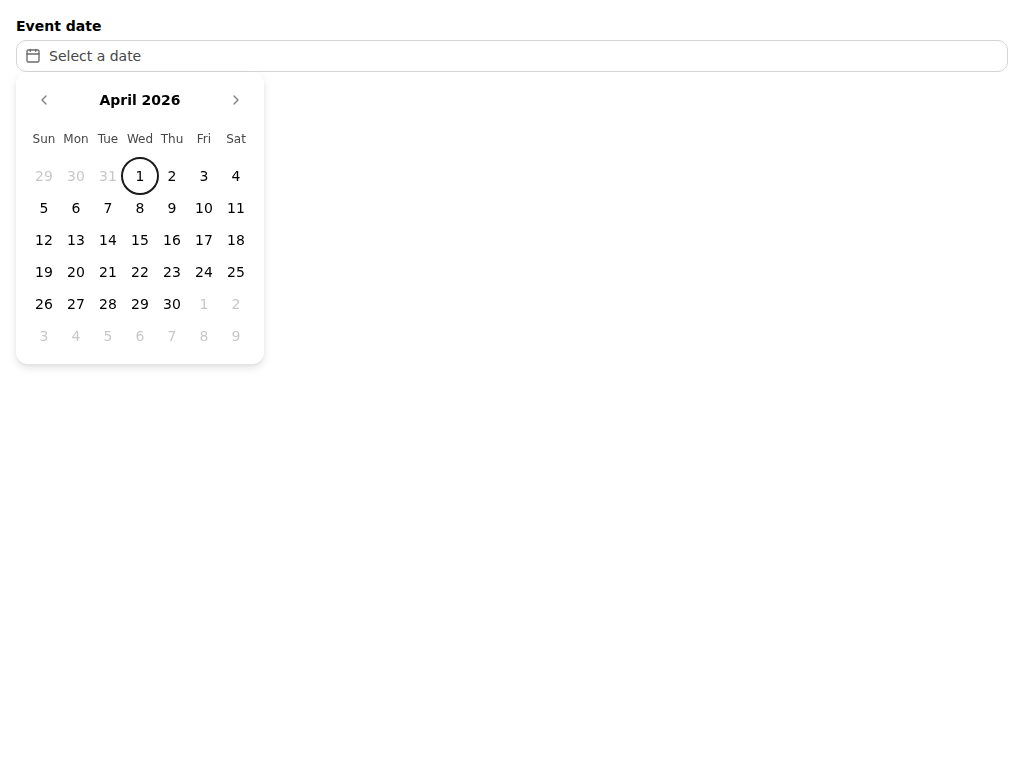 Event date
Select a date
April 2026
Sun Mon Tue Wed Thu Fri Sat
29 30 31 1 2 3 4
5 6 7 8 9 10 11
12 13 14 15 16 17 18
19 20 21 22 23 24 25
26 27 28 29 30 1 2
3 4 5 6 7 8 9